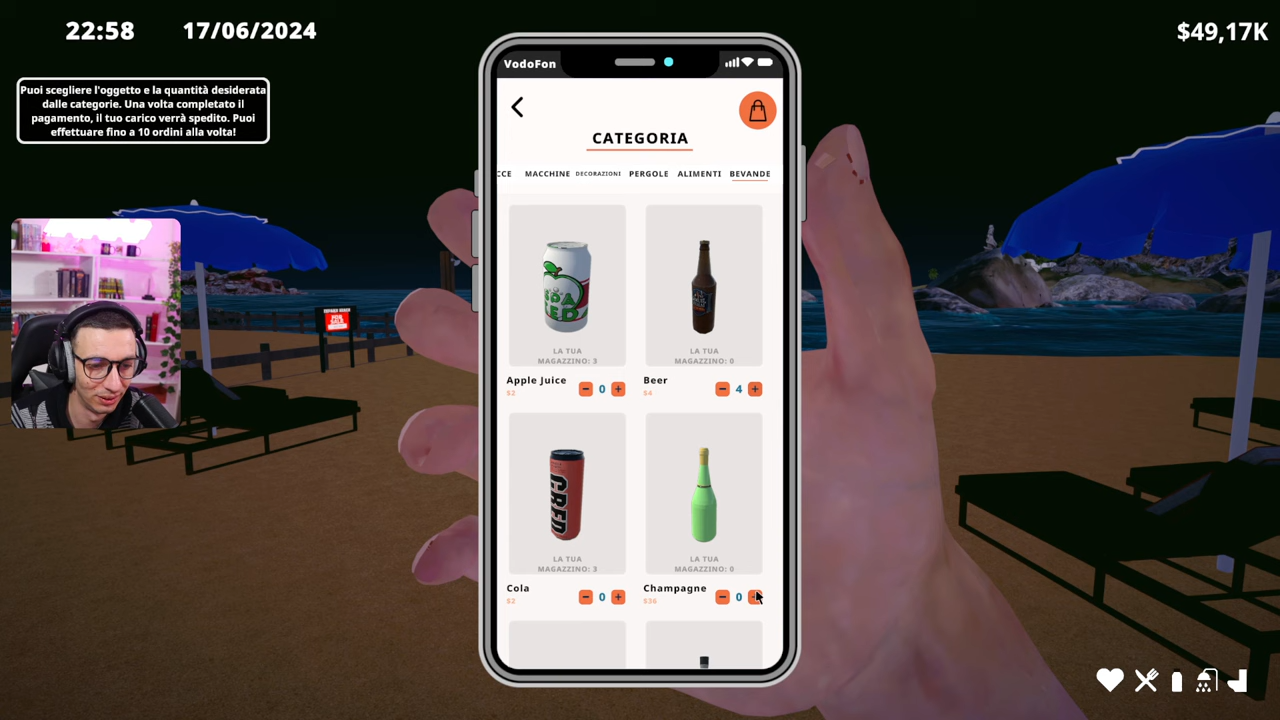 22:58
17/06/2024
$49,17K
Puoi scegliere l'oggetto e la quantità desiderata
dalle categorie. Una volta completato il
pagamento, il tuo carico verrà spedito. Puoi
effettuare fino a 10 ordini alla volta!
VodoFon
CATEGORIA
CCE MACCHINE DECORAZIONI PERGOLE ALIMENTI BEVANDE
LA TUA
MAGAZZINO: 3
Apple Juice
$2
0
LA TUA
MAGAZZINO: 0
Beer
$4
4
CRED
LA TUA
MAGAZZINO: 3
Cola
$2
0
LA TUA
MAGAZZINO: 0
Champagne
$36
0